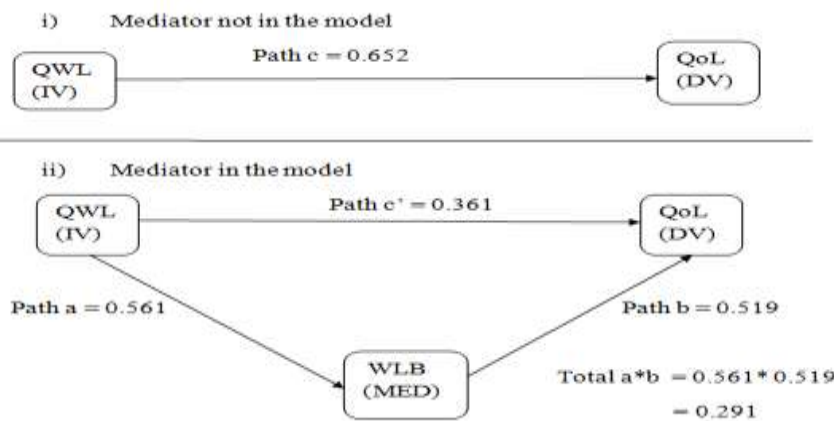 i) Mediator not in the model
Path c = 0.652
QWL
(IV)
QoL
(DV)
ii) Mediator in the model
Path c' = 0.361
QWL
(IV)
QoL
(DV)
Path a = 0.561
Path b = 0.519
WLB
(MED)
Total a*b = 0.561* 0.519
= 0.291